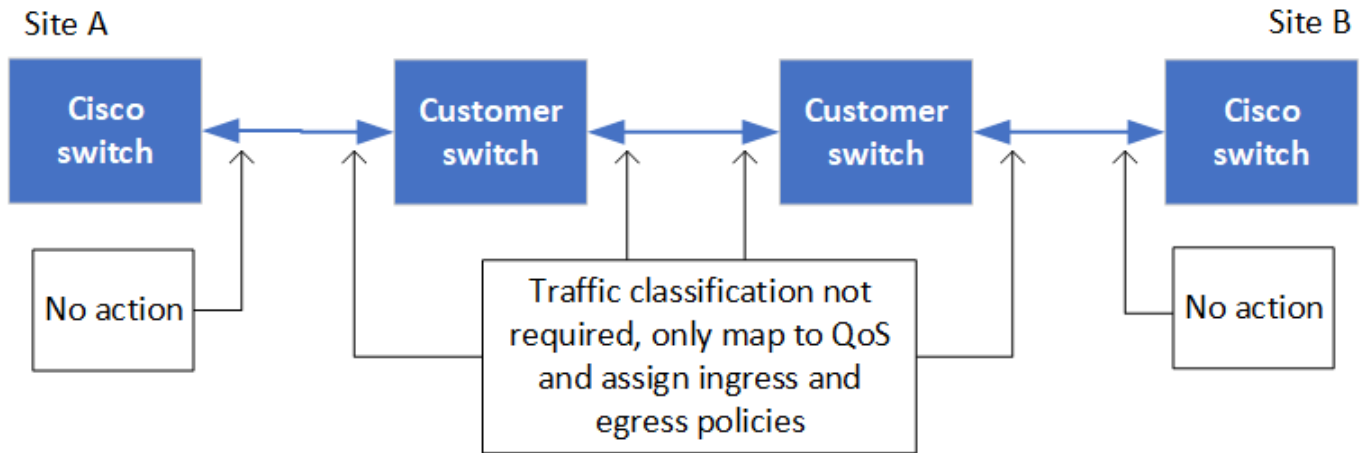 Site A
Site B
Cisco
switch
Customer
switch
Customer
switch
Cisco
switch
No action
Traffic classification not
required, only map to QoS
and assign ingress and
egress policies
No action